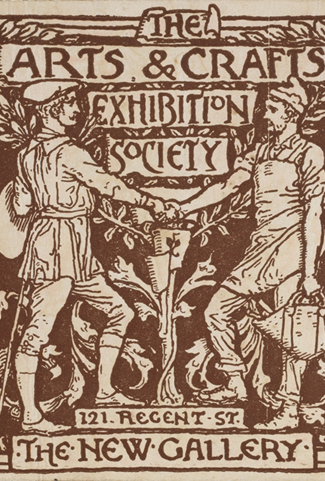 THE
ARTS & CRAFTS
EXHIBITION
SOCIETY
121 REGENT · ST
· THE · NEW · GALLERY ·